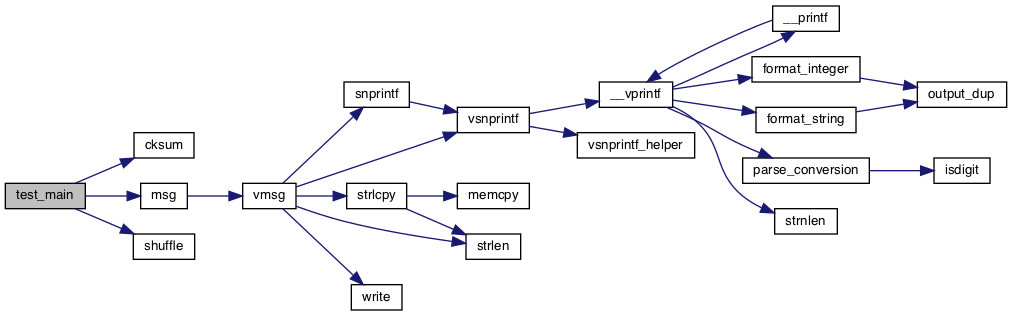 test_main
cksum
msg
shuffle
vmsg
snprintf
vsnprintf
strlcpy
memcpy
strlen
write
__vprintf
vsnprintf_helper
__printf
format_integer
format_string
output_dup
parse_conversion
isdigit
strnlen